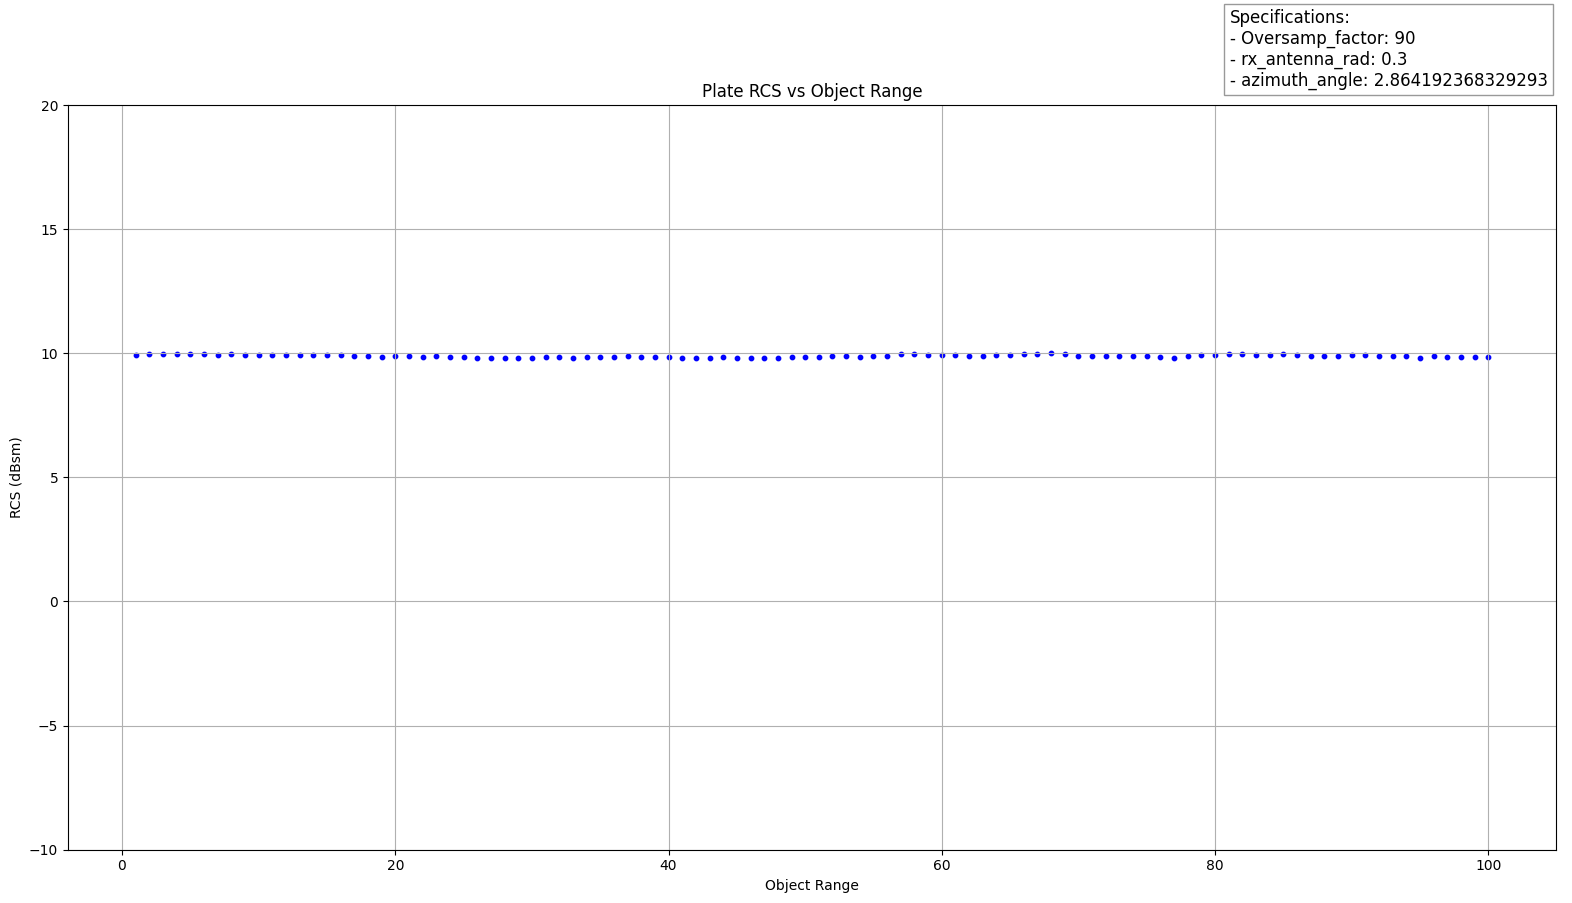 Specifications:
- Oversamp_factor: 90
- rx_antenna_rad: 0.3
- azimuth_angle: 2.864192368329293
Plate RCS vs Object Range
20
15
10
5
0
−5
−10
RCS (dBsm)
0 20 40 60 80 100
Object Range